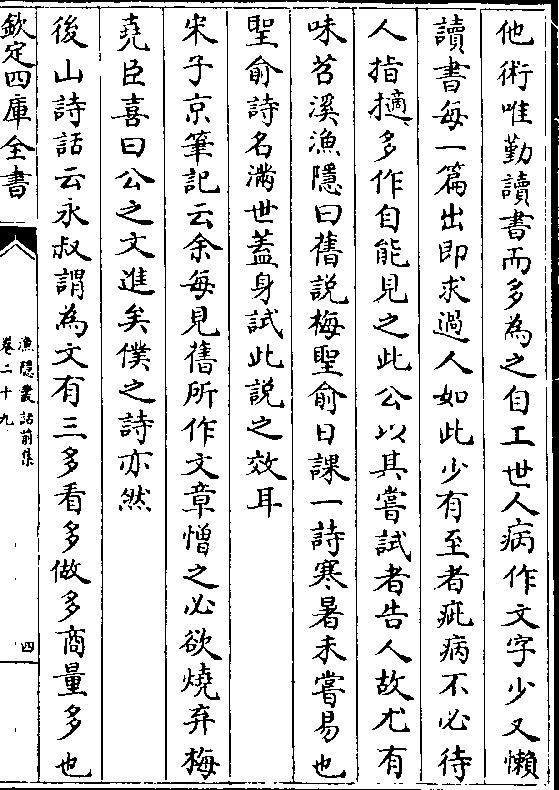 他術唯勤讀書而多為之自工世人病作文字少又懶
讀書每一篇出即求過人如此少有至者疵病不必待
人指擿多作自能見之此公以其嘗試者告人故尤有
味苕溪漁隱曰舊説梅聖俞日課一詩寒暑未嘗易也
聖俞詩名滿世蓋身試此説之效耳
宋子京筆記云余每見舊所作文章憎之必欲燒弃梅
堯臣喜曰公之文進矣僕之詩亦然
後山詩話云永叔謂為文有三多看多做多商量多也
欽定四庫全書
漁隱叢話前集
卷二十九
四